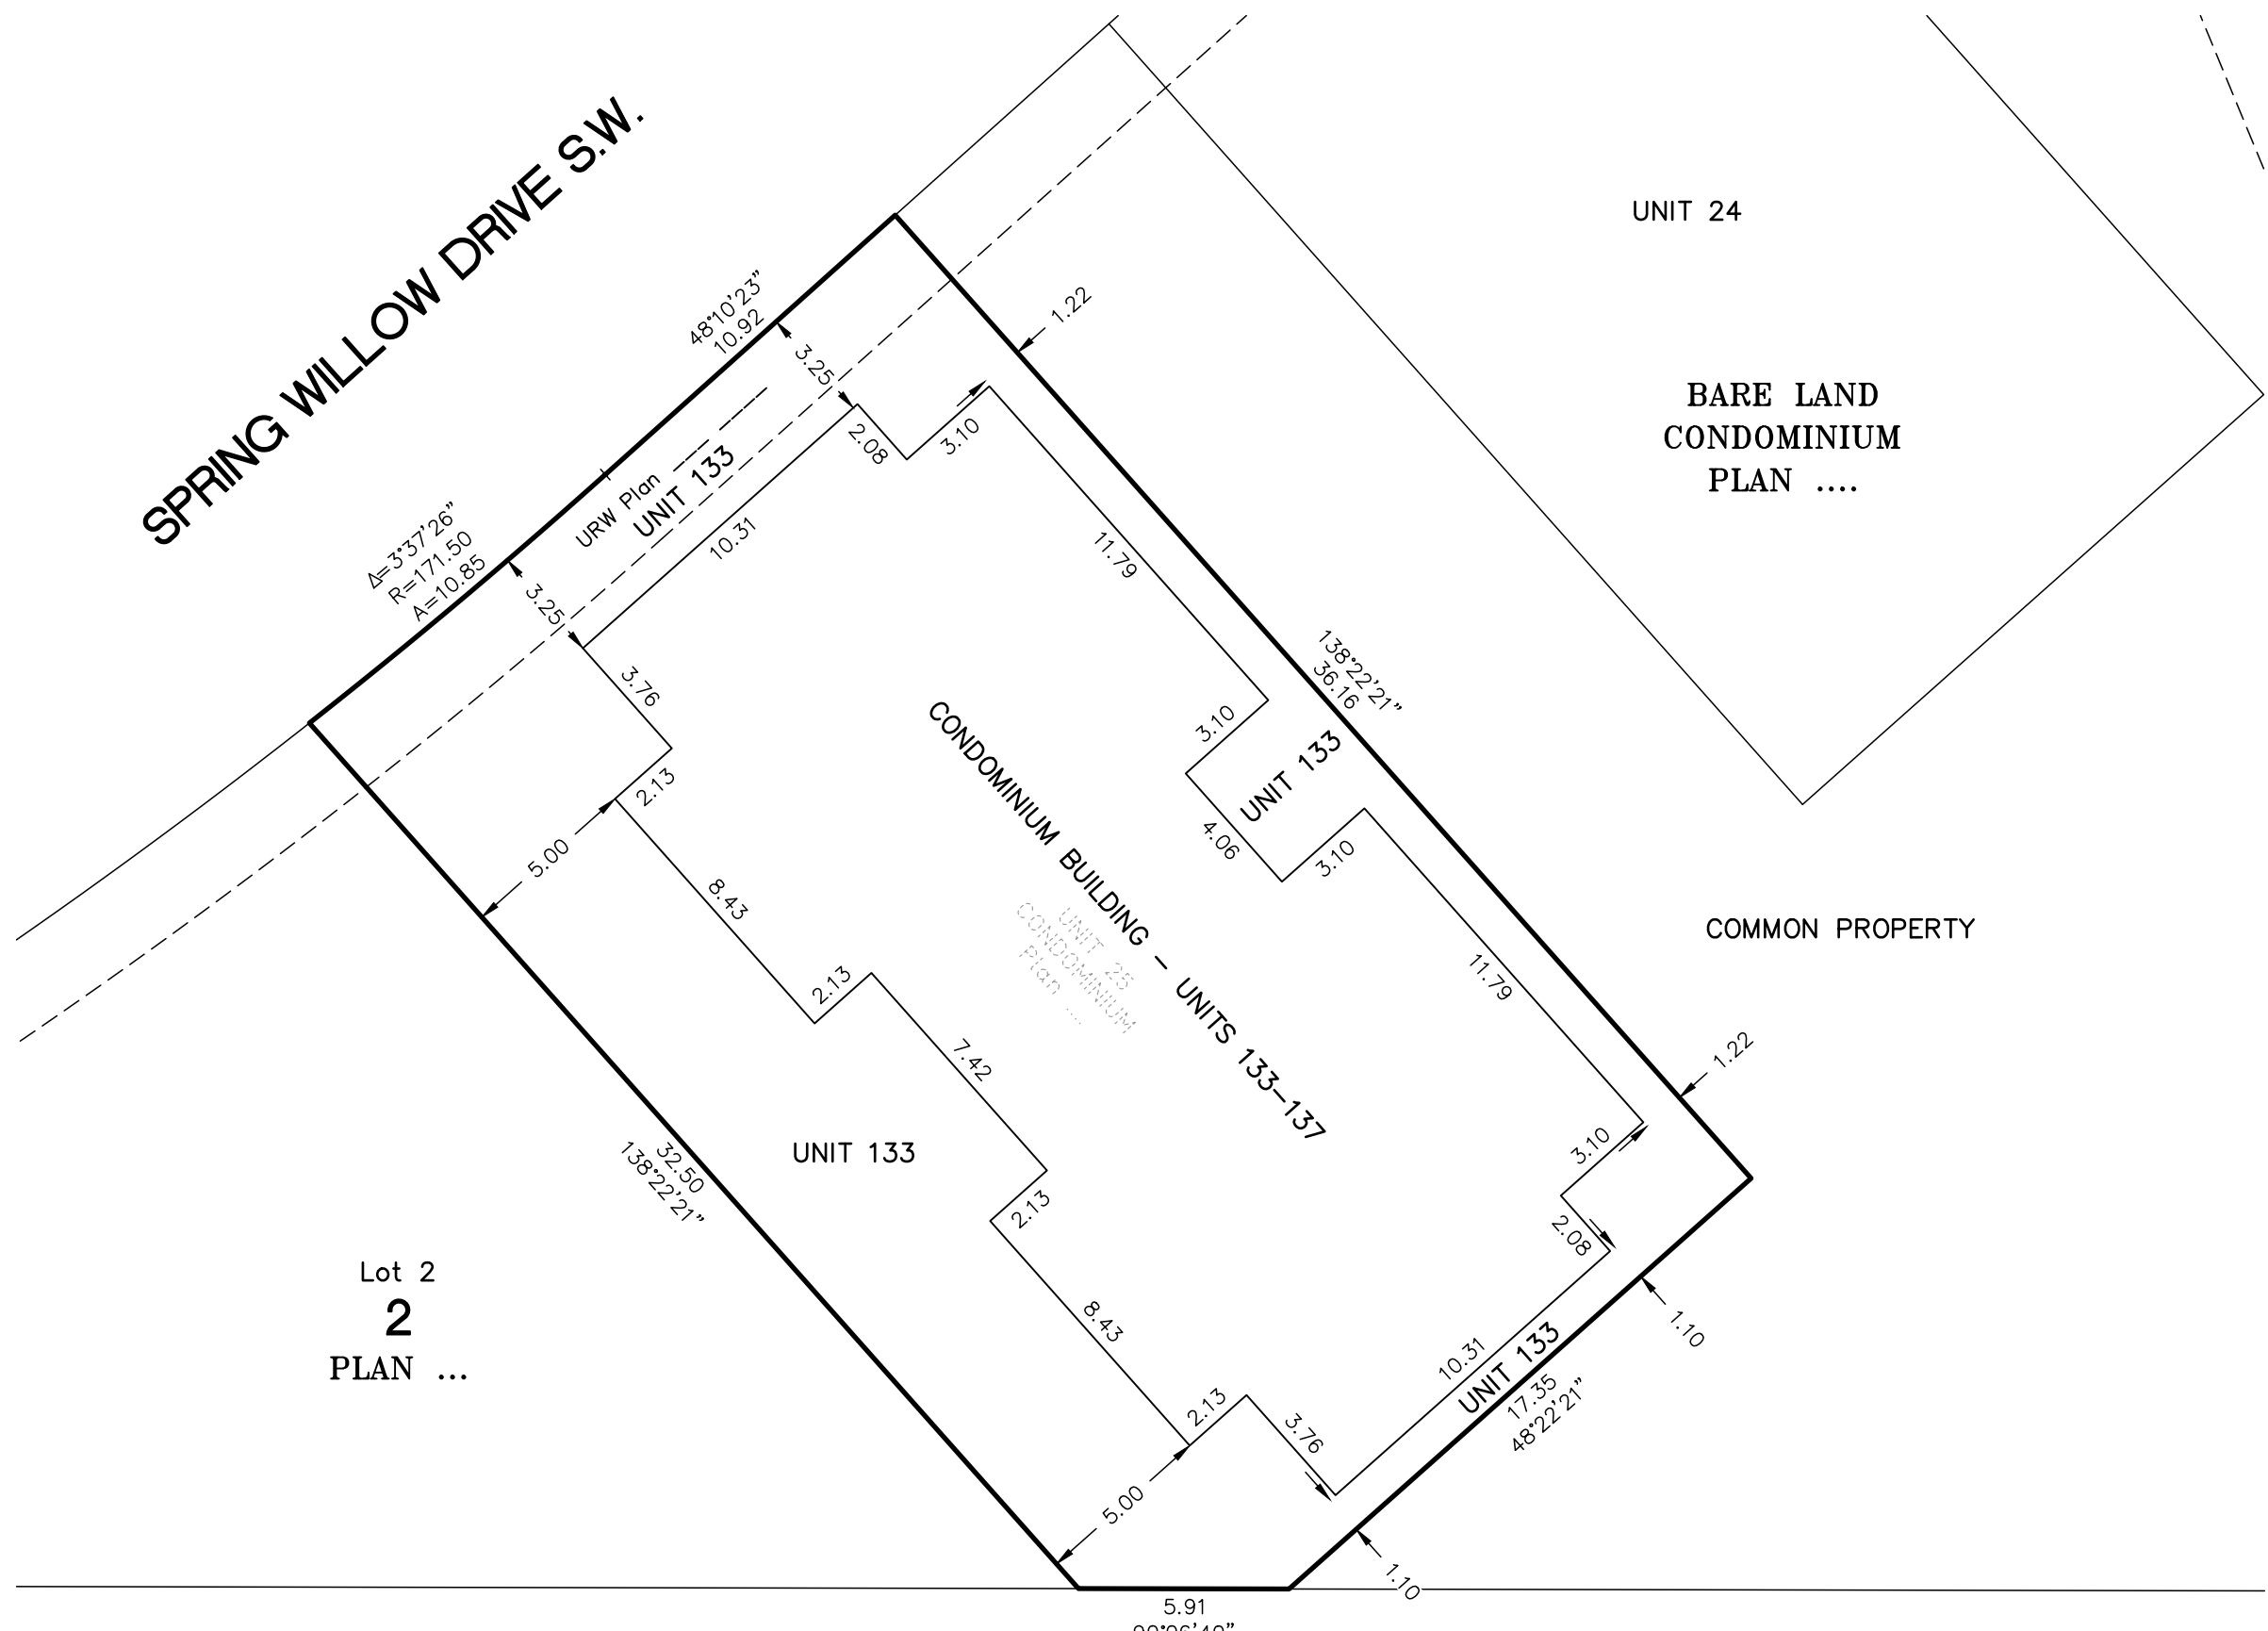 SPRING WILLOW DRIVE S.W.
48°10'23"
10.92
Δ=3°37'26"
R=171.50
A=10.85
URW Plan
UNIT 133
3.25
3.25
1.22
2.08
3.10
10.31
11.79
3.76
2.13
5.00
8.43
2.13
7.42
2.13
8.43
2.13
5.00
3.76
10.31
2.08
3.10
11.79
3.10
4.06
3.10
138°22'21"
36.16
UNIT 133
1.22
1.10
1.10
UNIT 133
17.35
48°22'21"
CONDOMINIUM BUILDING - UNITS 133-137
UNIT 25
CONDOMINIUM
Plan ....
UNIT 133
32.50
138°22'21"
UNIT 24
BARE LAND
CONDOMINIUM
PLAN ....
COMMON PROPERTY
Lot 2
2
PLAN ...
5.91